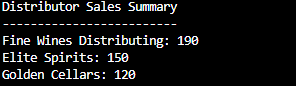 Distributor Sales Summary
--------------------------
Fine Wines Distributing: 190
Elite Spirits: 150
Golden Cellars: 120